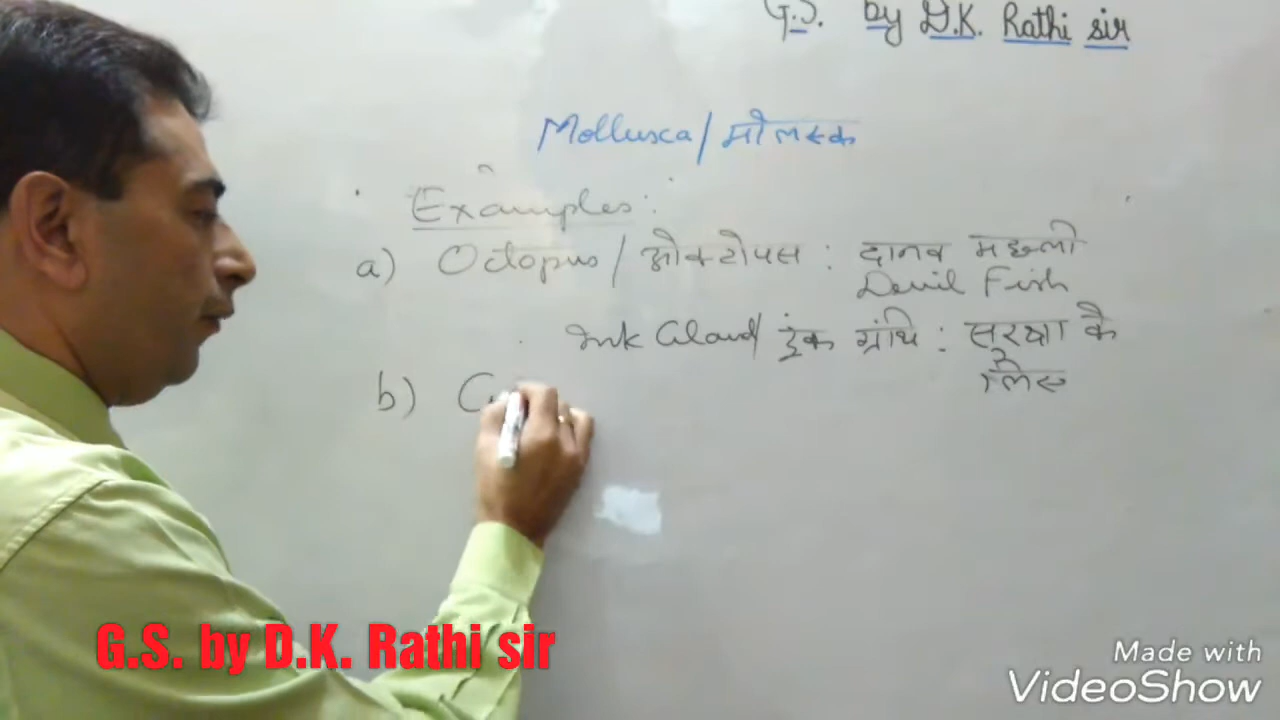 G.S. by D.K. Rathi sir
Mollusca / मोलस्क
Examples:
a) Octopus / ओक्टोपस : दानव मछली
Devil Fish
Ink Gland / इंक ग्रंथि : सुरक्षा के
लिए
b)
G.S. by D.K. Rathi sir
Made with
VideoShow